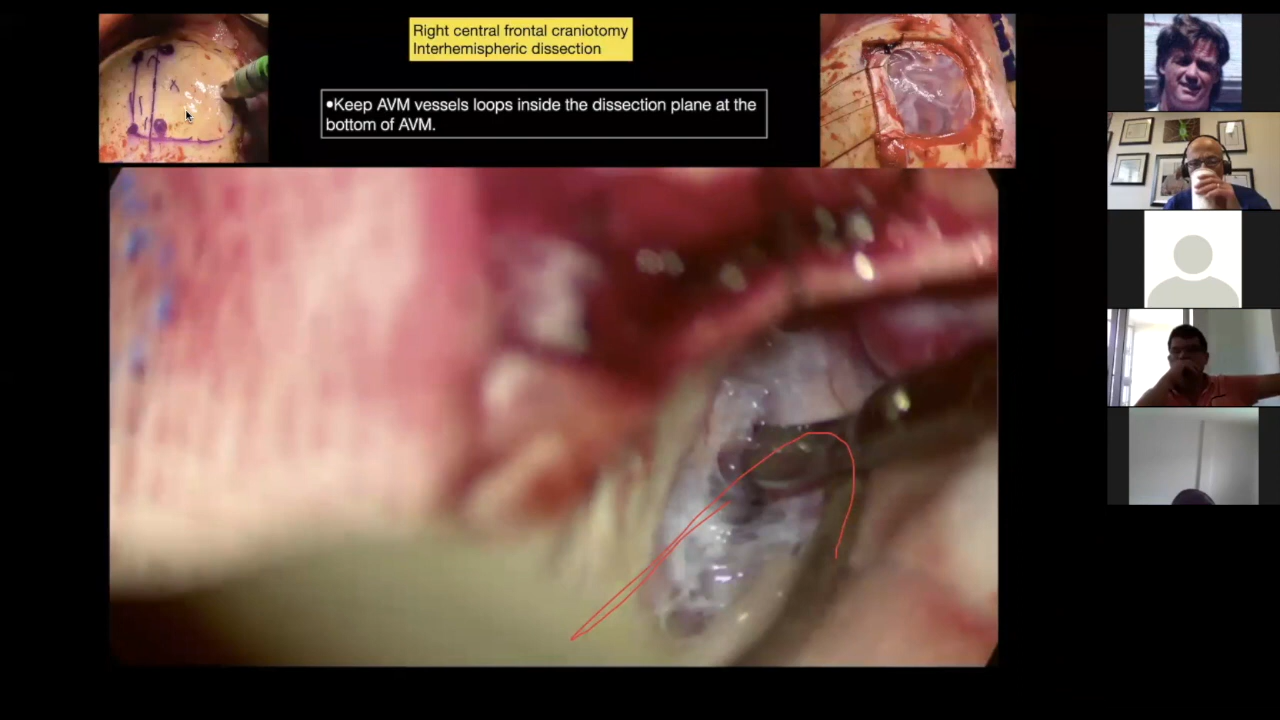 Right central frontal craniotomy
Interhemispheric dissection
•Keep AVM vessels loops inside the dissection plane at the
bottom of AVM.